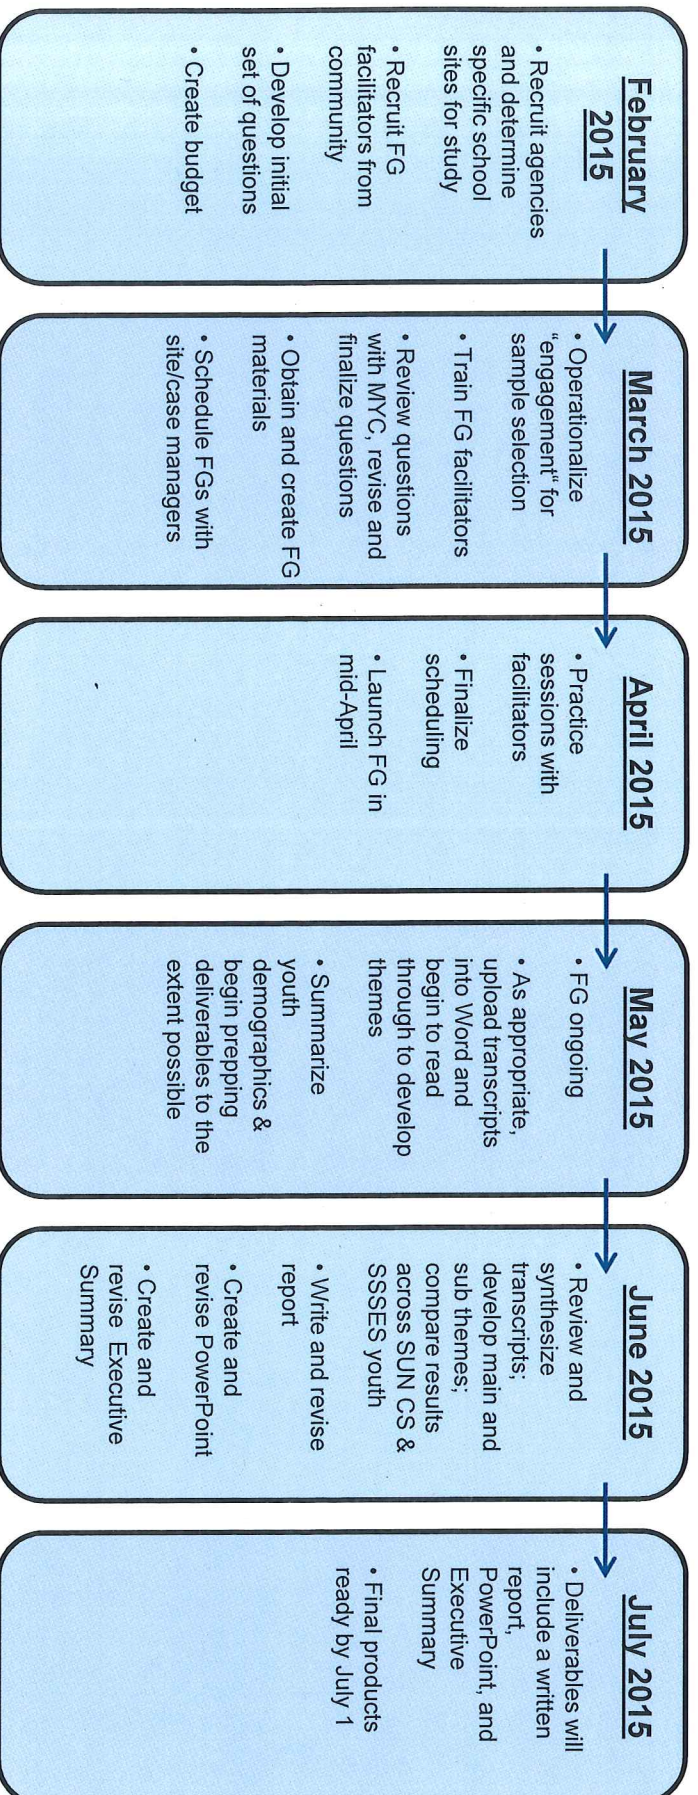 February
2015
• Recruit agencies
and determine
specific school
sites for study
• Recruit FG
facilitators from
community
• Develop initial
set of questions
• Create budget
March 2015
• Operationalize
“engagement“ for
sample selection
• Train FG facilitators
• Review questions
with MYC, revise and
finalize questions
• Obtain and create FG
materials
• Schedule FGs with
site/case managers
April 2015
• Practice
sessions with
facilitators
• Finalize
scheduling
• Launch FG in
mid-April
May 2015
• FG ongoing
• As appropriate,
upload transcripts
into Word and
begin to read
through to develop
themes
• Summarize
youth
demographics &
begin prepping
deliverables to the
extent possible
June 2015
• Review and
synthesize
transcripts;
develop main and
sub themes;
compare results
across SUN CS &
SSSES youth
• Write and revise
report
• Create and
revise PowerPoint
• Create and
revise Executive
Summary
July 2015
• Deliverables will
include a written
report,
PowerPoint, and
Executive
Summary
• Final products
ready by July 1